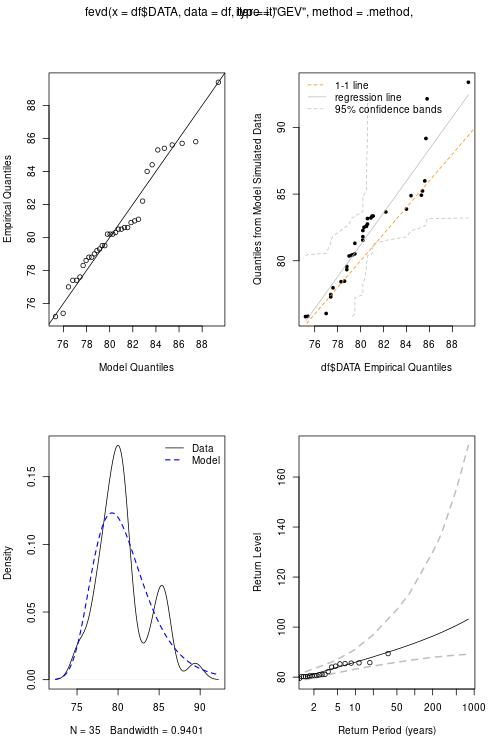 fevd(x = df$DATA, data = df, type = "GEV", method = .method,
88
86
84
82
80
78
76
Empirical Quantiles
76 78 80 82 84 86 88
Model Quantiles
1-1 line
regression line
95% confidence bands
90
85
80
Quantiles from Model Simulated Data
76 78 80 82 84 86 88
df$DATA Empirical Quantiles
Data
Model
0.15
0.10
0.05
0.00
Density
75 80 85 90
N = 35 Bandwidth = 0.9401
160
140
120
100
80
Return Level
2 5 10 50 200 1000
Return Period (years)